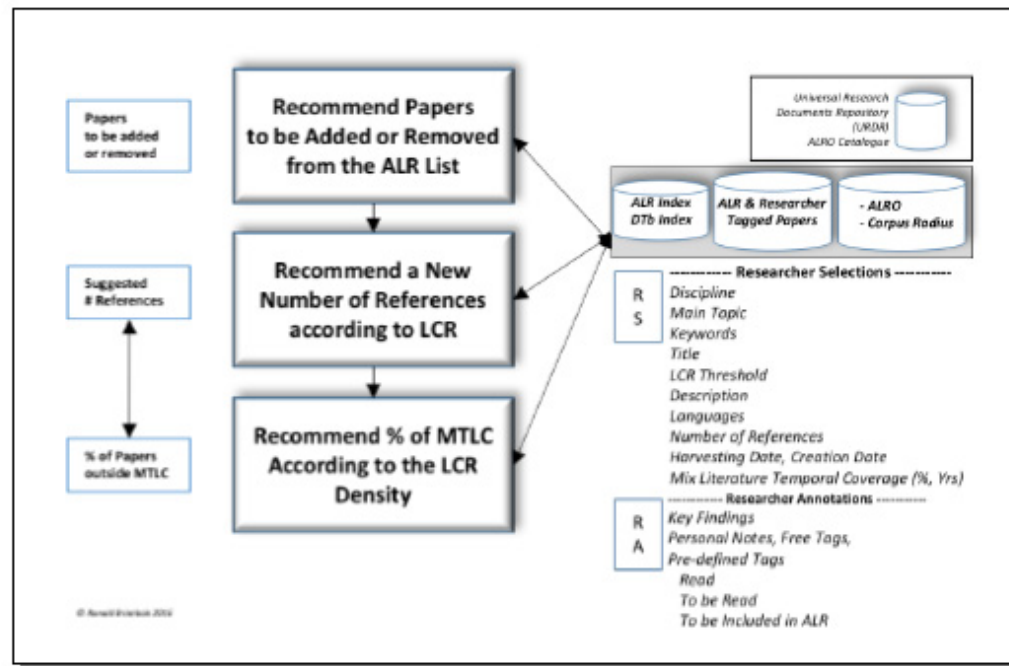 Papers
to be added
or removed
Recommend Papers
to be Added or Removed
from the ALR List
Universal Research
Documents Repository
(URDR)
ALRO Catalogue
ALR Index
DTb Index
ALR & Researcher
Tagged Papers
- ALRO
- Corpus Radius
Suggested
# References
Recommend a New
Number of References
according to LCR
% of Papers
outside MTLC
Recommend % of MTLC
According to the LCR
Density
------------- Researcher Selections ------------
R
S
Discipline
Main Topic
Keywords
Title
LCR Threshold
Description
Languages
Number of References
Harvesting Date, Creation Date
Mix Literature Temporal Coverage (%, Yrs)
------------ Researcher Annotations -----------
R
A
Key Findings
Personal Notes, Free Tags,
Pre-defined Tags
Read
To be Read
To be Included in ALR
©